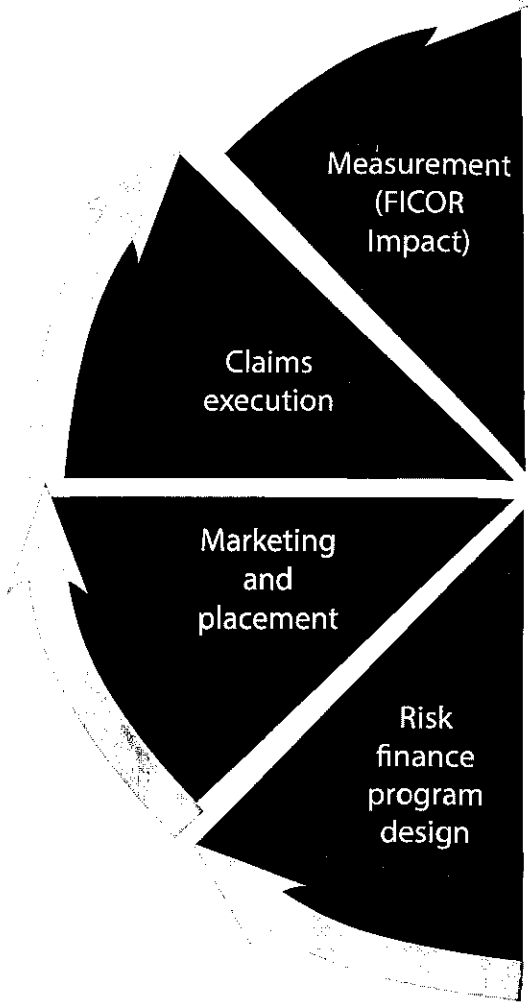 Measurement
(FICOR
Impact)
Claims
execution
Marketing
and
placement
Risk
finance
program
design